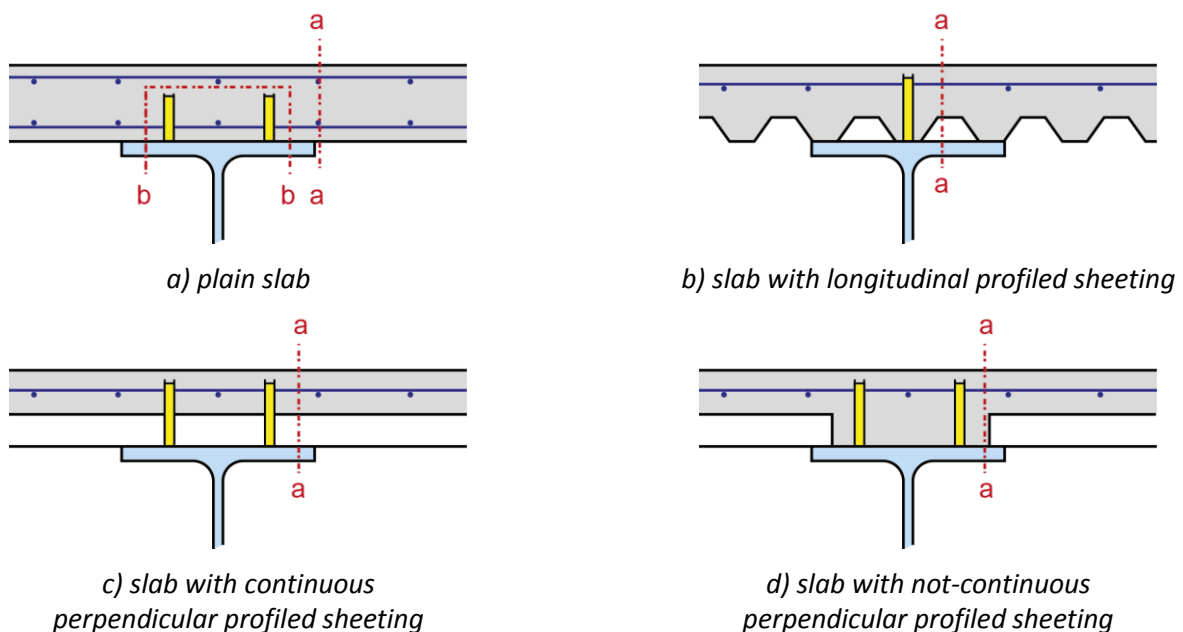 a
b
b
a
a) plain slab
a
a
b) slab with longitudinal profiled sheeting
a
a
c) slab with continuous
perpendicular profiled sheeting
a
a
d) slab with not-continuous
perpendicular profiled sheeting